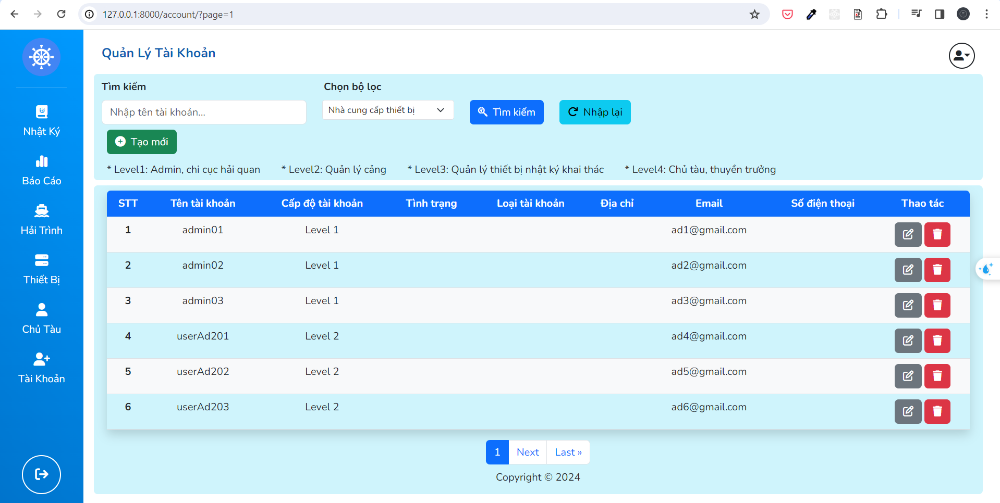 127.0.0.1:8000/account/?page=1
Quản Lý Tài Khoản
Nhật Ký
Báo Cáo
Hải Trình
Thiết Bị
Chủ Tàu
Tài Khoản
Tìm kiếm
Chọn bộ lọc
Nhập tên tài khoản...
Nhà cung cấp thiết bị
Tìm kiếm
Nhập lại
Tạo mới
* Level1: Admin, chi cục hải quan * Level2: Quản lý cảng * Level3: Quản lý thiết bị nhật ký khai thác * Level4: Chủ tàu, thuyền trưởng
STT Tên tài khoản Cấp độ tài khoản Tình trạng Loại tài khoản Địa chỉ Email Số điện thoại Thao tác
1 admin01 Level 1 ad1@gmail.com
2 admin02 Level 1 ad2@gmail.com
3 admin03 Level 1 ad3@gmail.com
4 userAd201 Level 2 ad4@gmail.com
5 userAd202 Level 2 ad5@gmail.com
6 userAd203 Level 2 ad6@gmail.com
1 Next Last »
Copyright © 2024